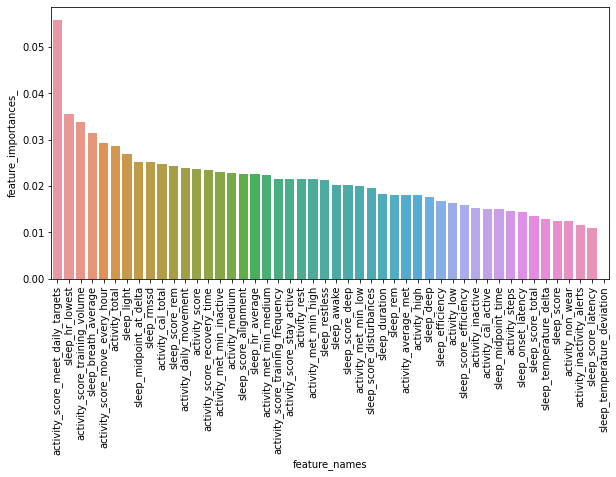 feature_importances_
0.05
0.04
0.03
0.02
0.01
0.00
activity_score_meet_daily_targets
sleep_hr_lowest
activity_score_training_volume
sleep_breath_average
activity_score_move_every_hour
activity_total
sleep_light
sleep_midpoint_at_delta
sleep_rmssd
activity_cal_total
sleep_score_rem
activity_daily_movement
activity_score
activity_score_recovery_time
activity_met_min_inactive
activity_medium
sleep_score_alignment
sleep_hr_average
activity_met_min_medium
activity_score_training_frequency
activity_score_stay_active
activity_rest
activity_met_min_high
sleep_restless
sleep_awake
sleep_score_deep
activity_met_min_low
sleep_score_disturbances
sleep_duration
sleep_rem
activity_average_met
activity_high
sleep_deep
sleep_efficiency
activity_low
sleep_score_efficiency
activity_inactive
activity_cal_active
sleep_midpoint_time
activity_steps
sleep_onset_latency
sleep_score_total
sleep_temperature_delta
sleep_score
activity_non_wear
activity_inactivity_alerts
sleep_score_latency
sleep_temperature_deviation
feature_names